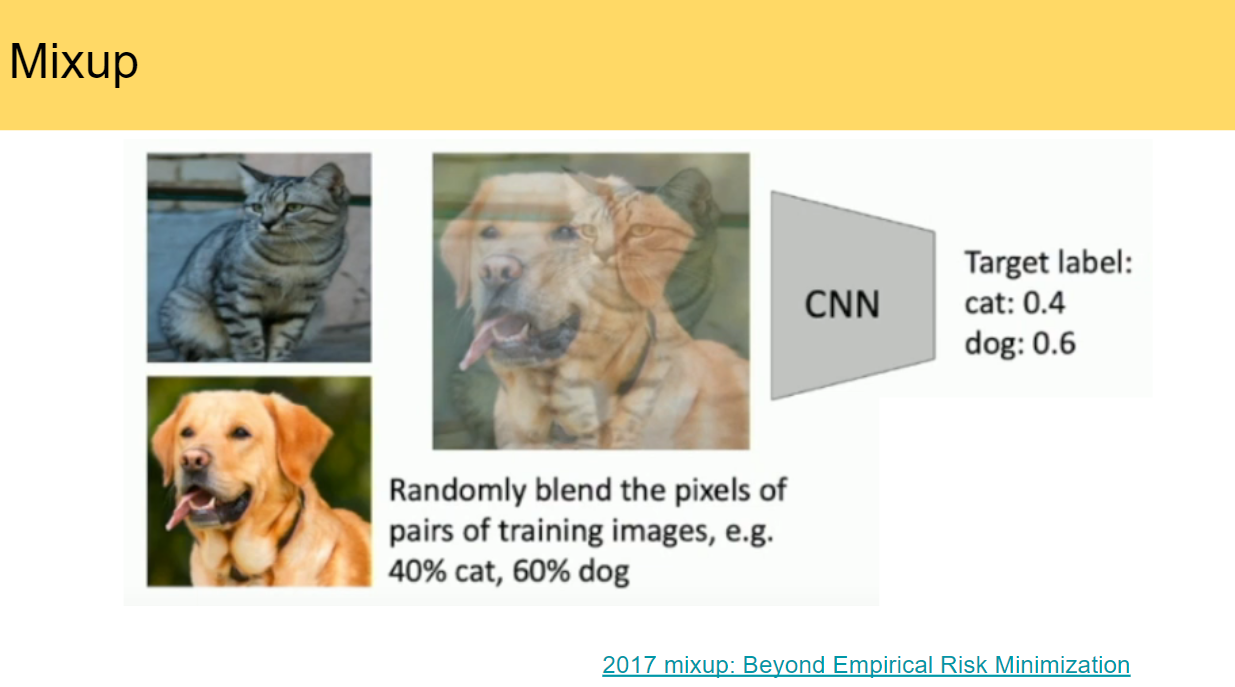 Mixup
CNN
Target label:
cat: 0.4
dog: 0.6
Randomly blend the pixels of
pairs of training images, e.g.
40% cat, 60% dog
2017 mixup: Beyond Empirical Risk Minimization